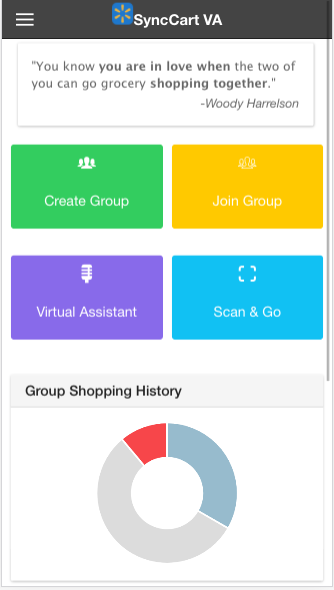 SyncCart VA
"You know you are in love when the two of
you can go grocery shopping together."
-Woody Harrelson
Create Group
Join Group
Virtual Assistant
Scan & Go
Group Shopping History